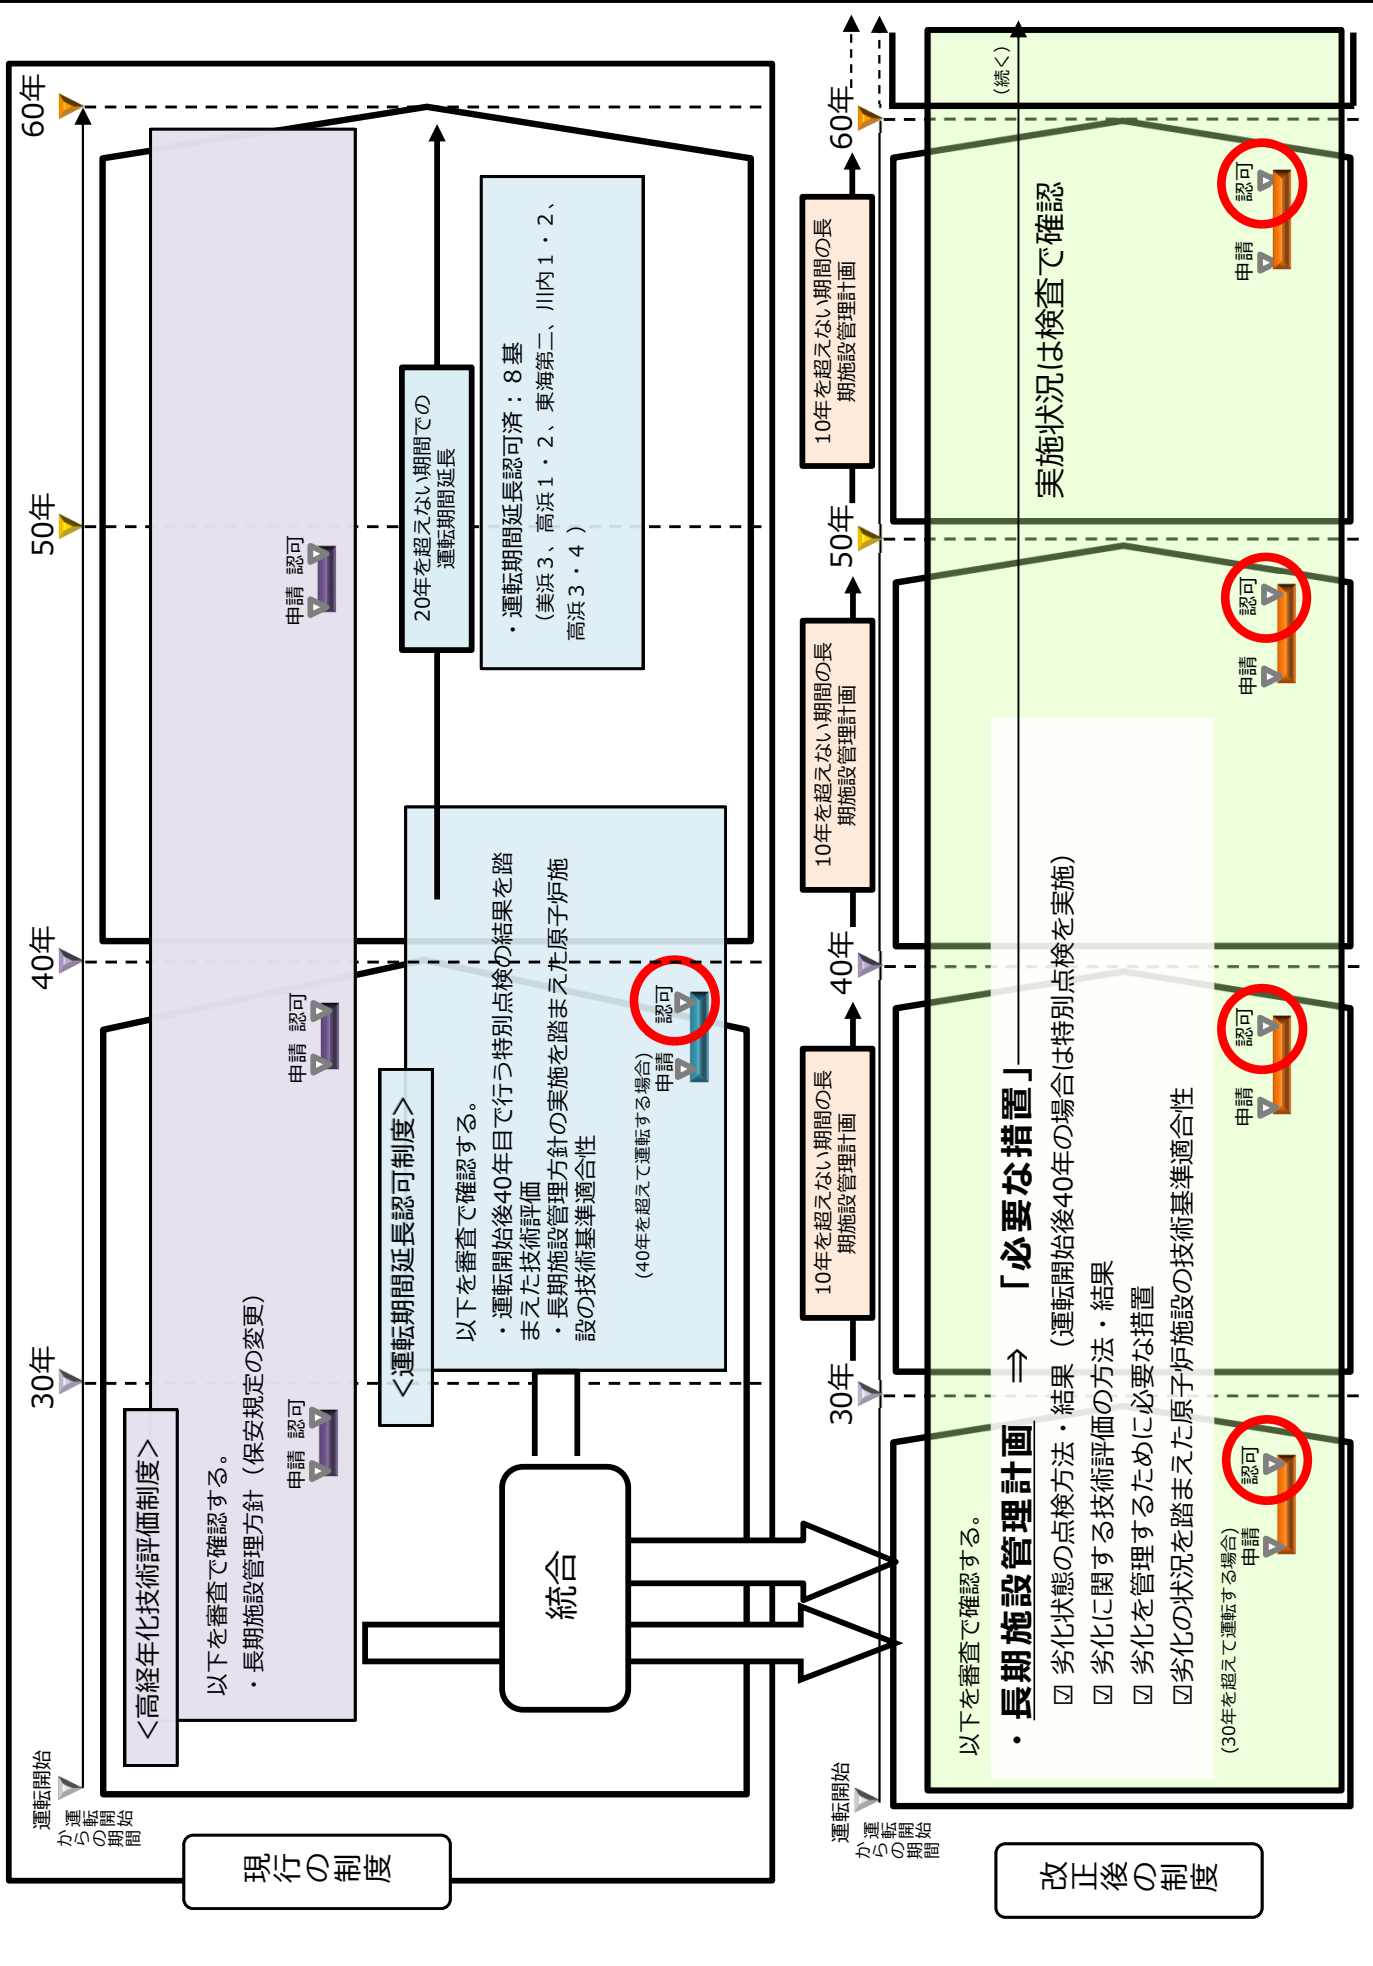 現行の制度
運転開始
からの期間
運転開始
30年
40年
50年
60年
<高経年化技術評価制度>
以下を審査で確認する。
・長期施設管理方針（保安規定の変更）
申請 認可
申請 認可
申請 認可
<運転期間延長認可制度>
以下を審査で確認する。
・運転開始後40年目で行う特別点検の結果を踏
まえた技術評価
・長期施設管理方針の実施を踏まえた原子炉施
設の技術基準適合性
(40年を超えて運転する場合)
申請 認可
20年を超えない期間での
運転期間延長
・運転期間延長認可済：８基
（美浜３、高浜１・２、東海第二、川内１・２、
高浜３・４）
統合
改正後の制度
運転開始
からの期間
運転開始
30年
40年
50年
60年
10年を超えない期間の長
期施設管理計画
10年を超えない期間の長
期施設管理計画
10年を超えない期間の長
期施設管理計画
以下を審査で確認する。
・長期施設管理計画 ⇒ 「必要な措置」
☑ 劣化状態の点検方法・結果（運転開始後40年の場合は特別点検を実施）
☑ 劣化に関する技術評価の方法・結果
☑ 劣化を管理するために必要な措置
☑劣化の状況を踏まえた原子炉施設の技術基準適合性
(30年を超えて運転する場合)
申請 認可
申請 認可
申請 認可
申請 認可
実施状況は検査で確認
(続く)